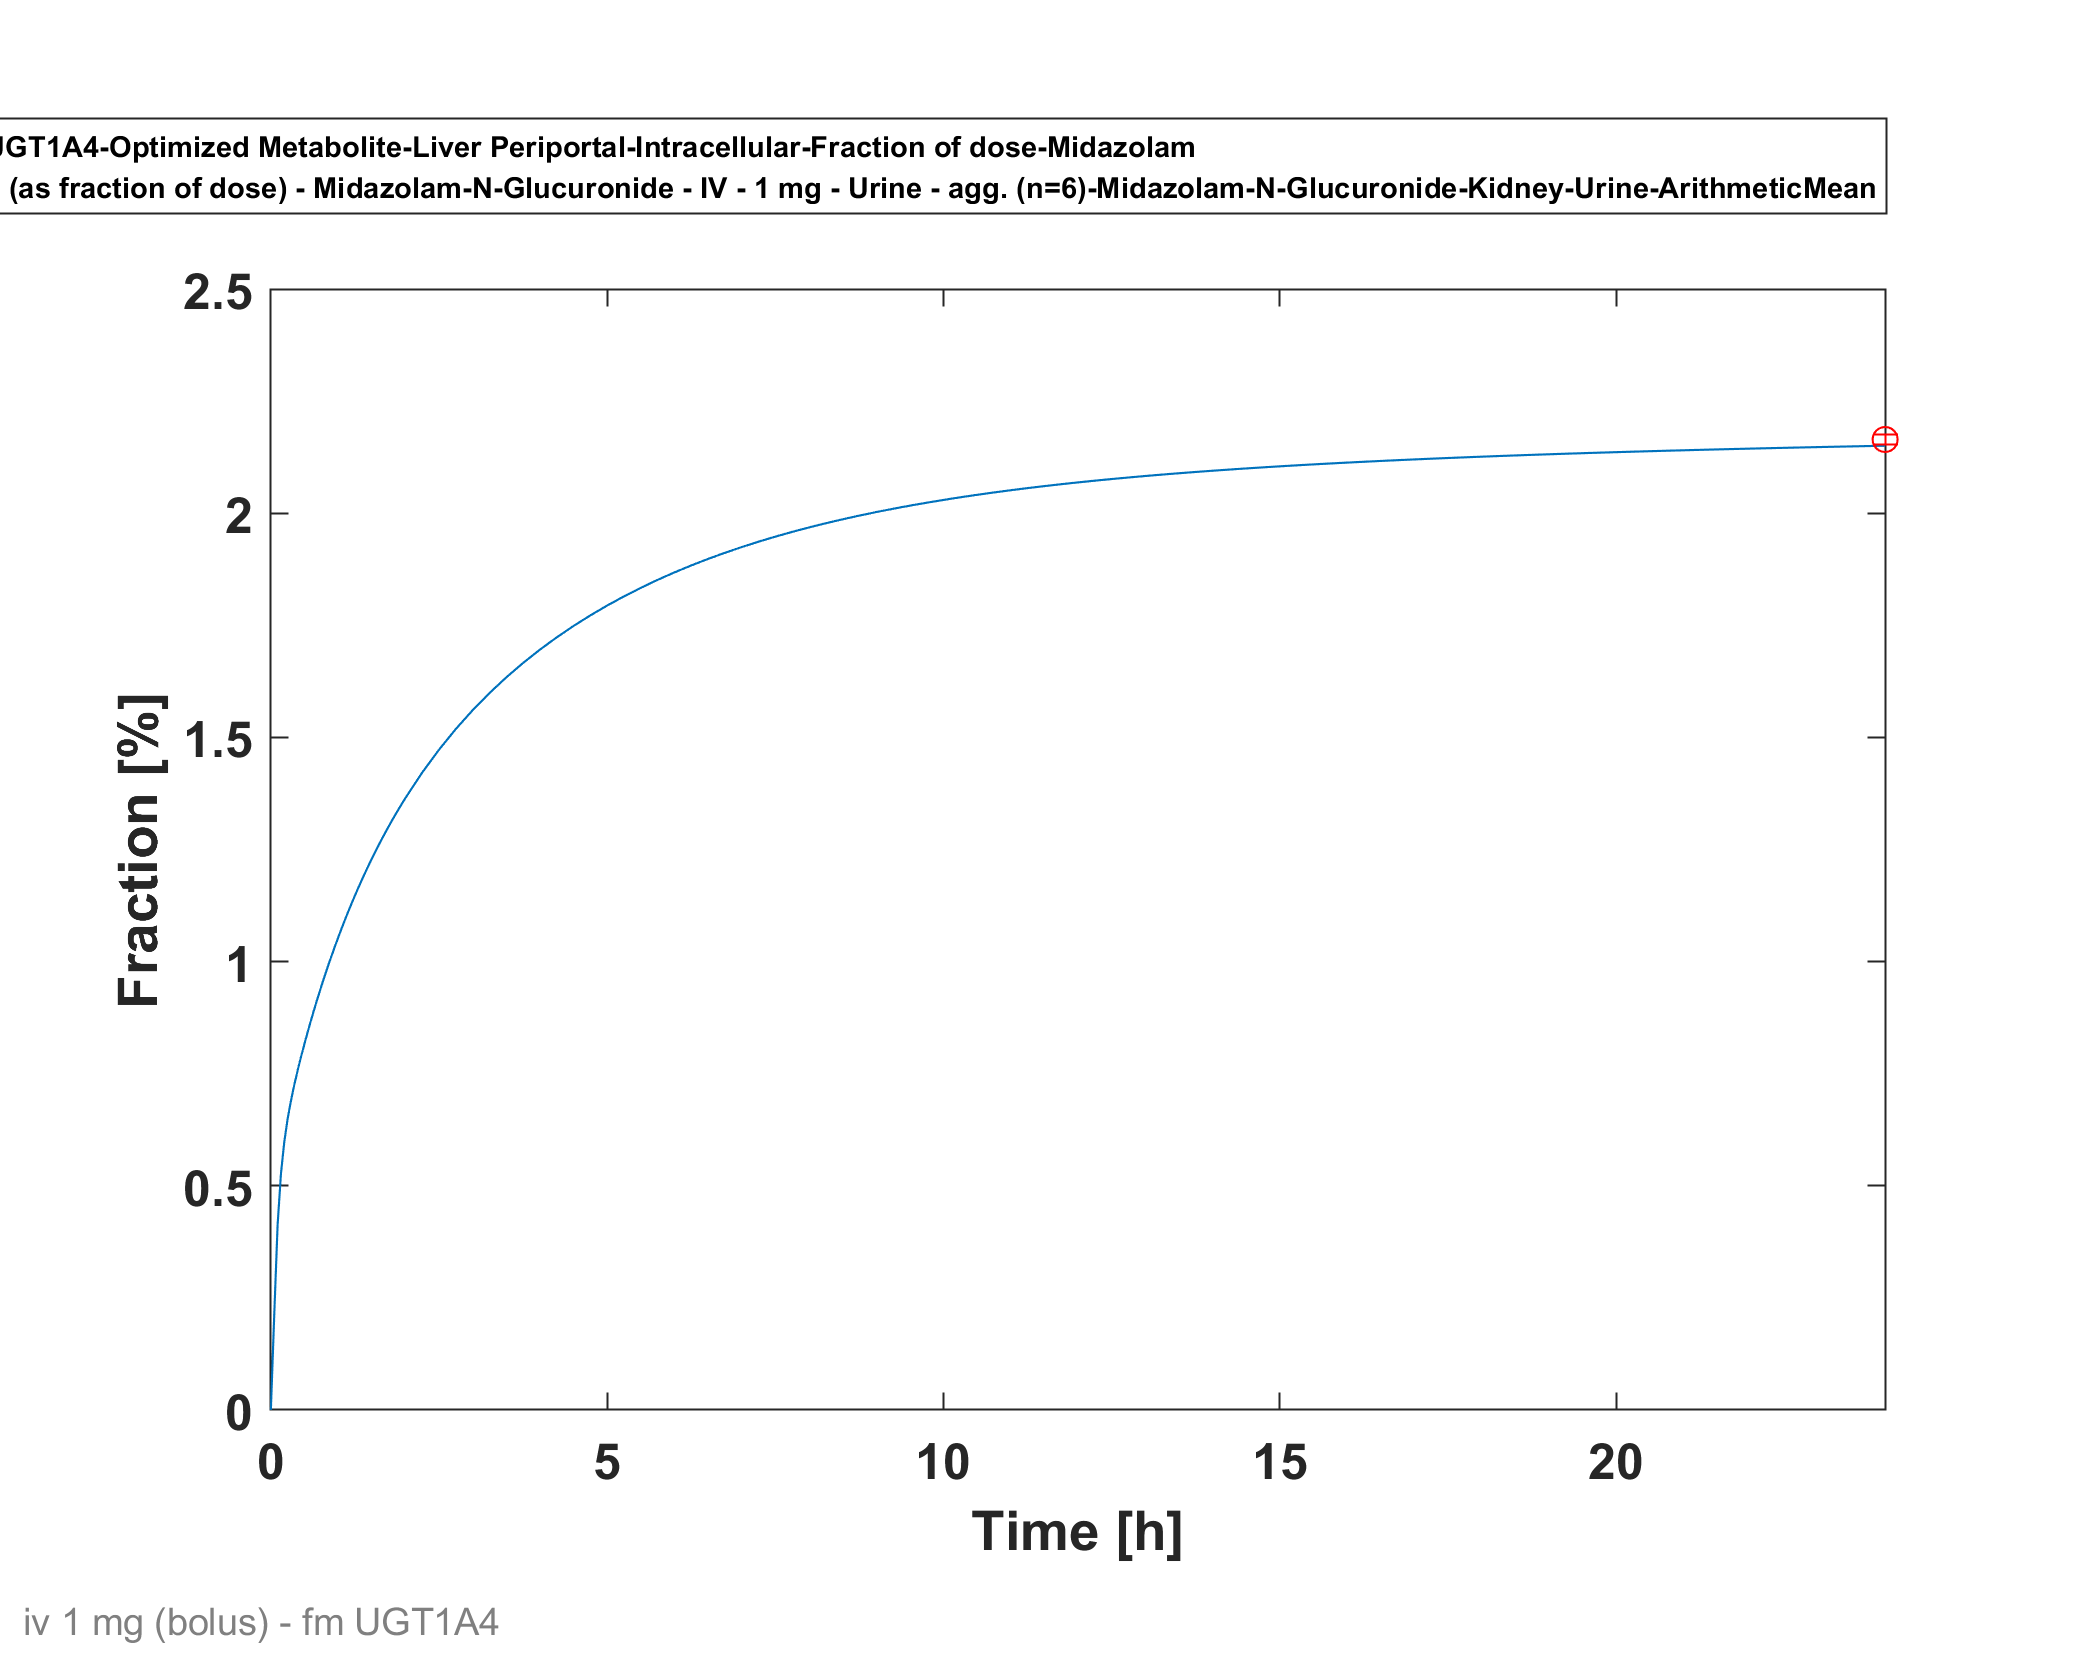 UGT1A4-Optimized Metabolite-Liver Periportal-Intracellular-Fraction of dose-Midazolam
(as fraction of dose) - Midazolam-N-Glucuronide - IV - 1 mg - Urine - agg. (n=6)-Midazolam-N-Glucuronide-Kidney-Urine-ArithmeticMean
2.5
2
1.5
1
0.5
0
Fraction [%]
0 5 10 15 20
Time [h]
iv 1 mg (bolus) - fm UGT1A4